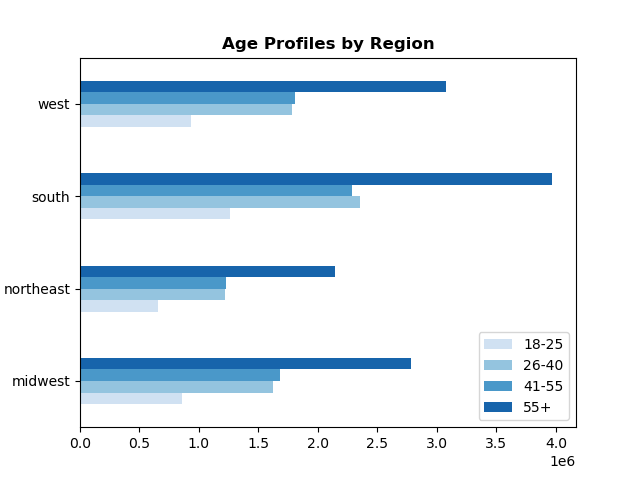 Age Profiles by Region
west
south
northeast
midwest
18-25
26-40
41-55
55+
0.0 0.5 1.0 1.5 2.0 2.5 3.0 3.5 4.0
1e6